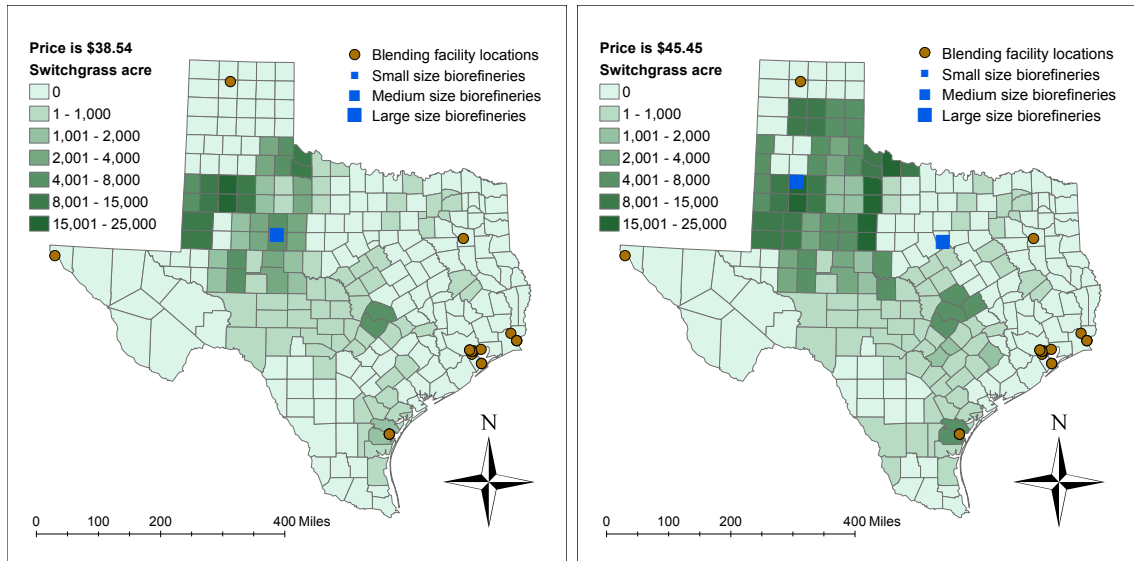 Price is $38.54
Switchgrass acre
0
1 - 1,000
1,001 - 2,000
2,001 - 4,000
4,001 - 8,000
8,001 - 15,000
15,001 - 25,000
Blending facility locations
Small size biorefineries
Medium size biorefineries
Large size biorefineries
N
0 100 200 400 Miles
Price is $45.45
Switchgrass acre
0
1 - 1,000
1,001 - 2,000
2,001 - 4,000
4,001 - 8,000
8,001 - 15,000
15,001 - 25,000
Blending facility locations
Small size biorefineries
Medium size biorefineries
Large size biorefineries
N
0 100 200 400 Miles